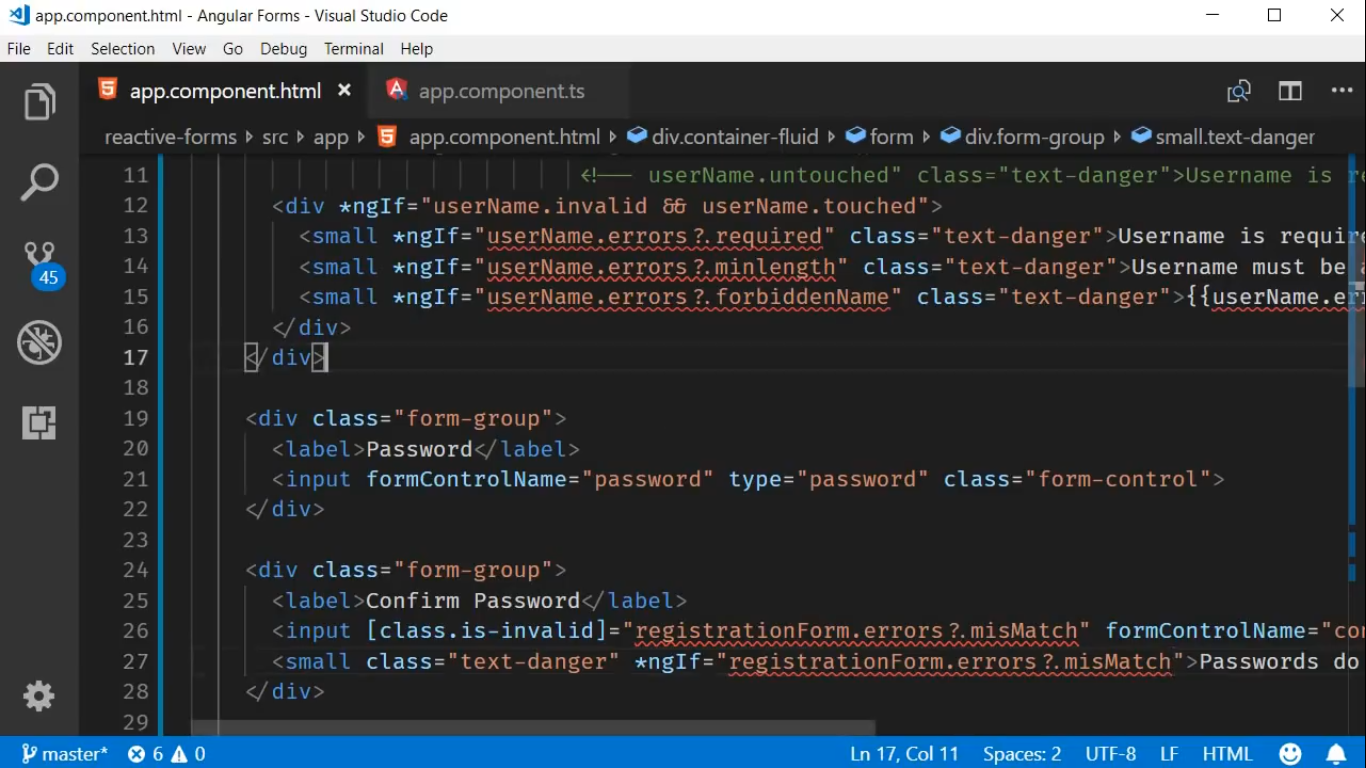 app.component.html - Angular Forms - Visual Studio Code
File Edit Selection View Go Debug Terminal Help
app.component.html × app.component.ts
reactive-forms src app app.component.html div.container-fluid form div.form-group small.text-danger
11 <!-- userName.untouched" class="text-danger">Username is re
12 <div *ngIf="userName.invalid && userName.touched">
13 <small *ngIf="userName.errors?.required" class="text-danger">Username is require
14 <small *ngIf="userName.errors?.minlength" class="text-danger">Username must be a
15 <small *ngIf="userName.errors?.forbiddenName" class="text-danger">{{userName.err
16 </div>
17 </div>
18
19 <div class="form-group">
20 <label>Password</label>
21 <input formControlName="password" type="password" class="form-control">
22 </div>
23
24 <div class="form-group">
25 <label>Confirm Password</label>
26 <input [class.is-invalid]="registrationForm.errors?.misMatch" formControlName="con
27 <small class="text-danger" *ngIf="registrationForm.errors?.misMatch">Passwords do
28 </div>
29
45
master* 6 0 Ln 17, Col 11 Spaces: 2 UTF-8 LF HTML